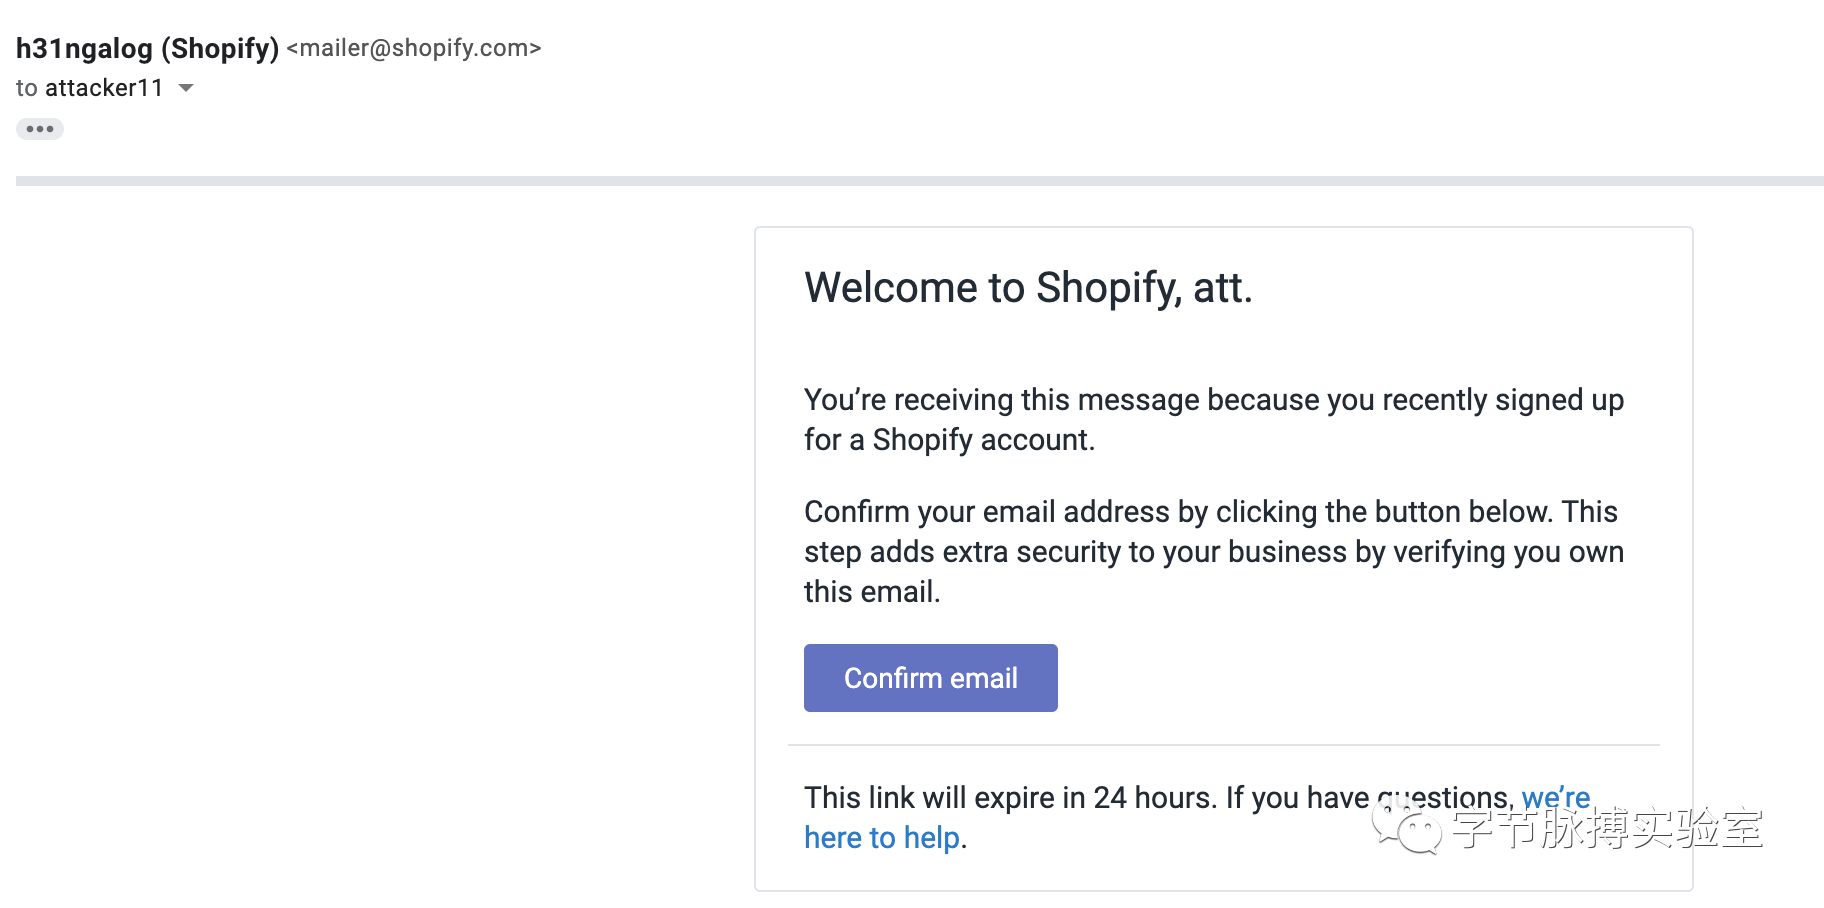 h31ngalog (Shopify) <mailer@shopify.com>
to attacker11
Welcome to Shopify, att.
You’re receiving this message because you recently signed up
for a Shopify account.
Confirm your email address by clicking the button below. This
step adds extra security to your business by verifying you own
this email.
Confirm email
This link will expire in 24 hours. If you have questions, we’re
here to help.
字节脉搏实验室